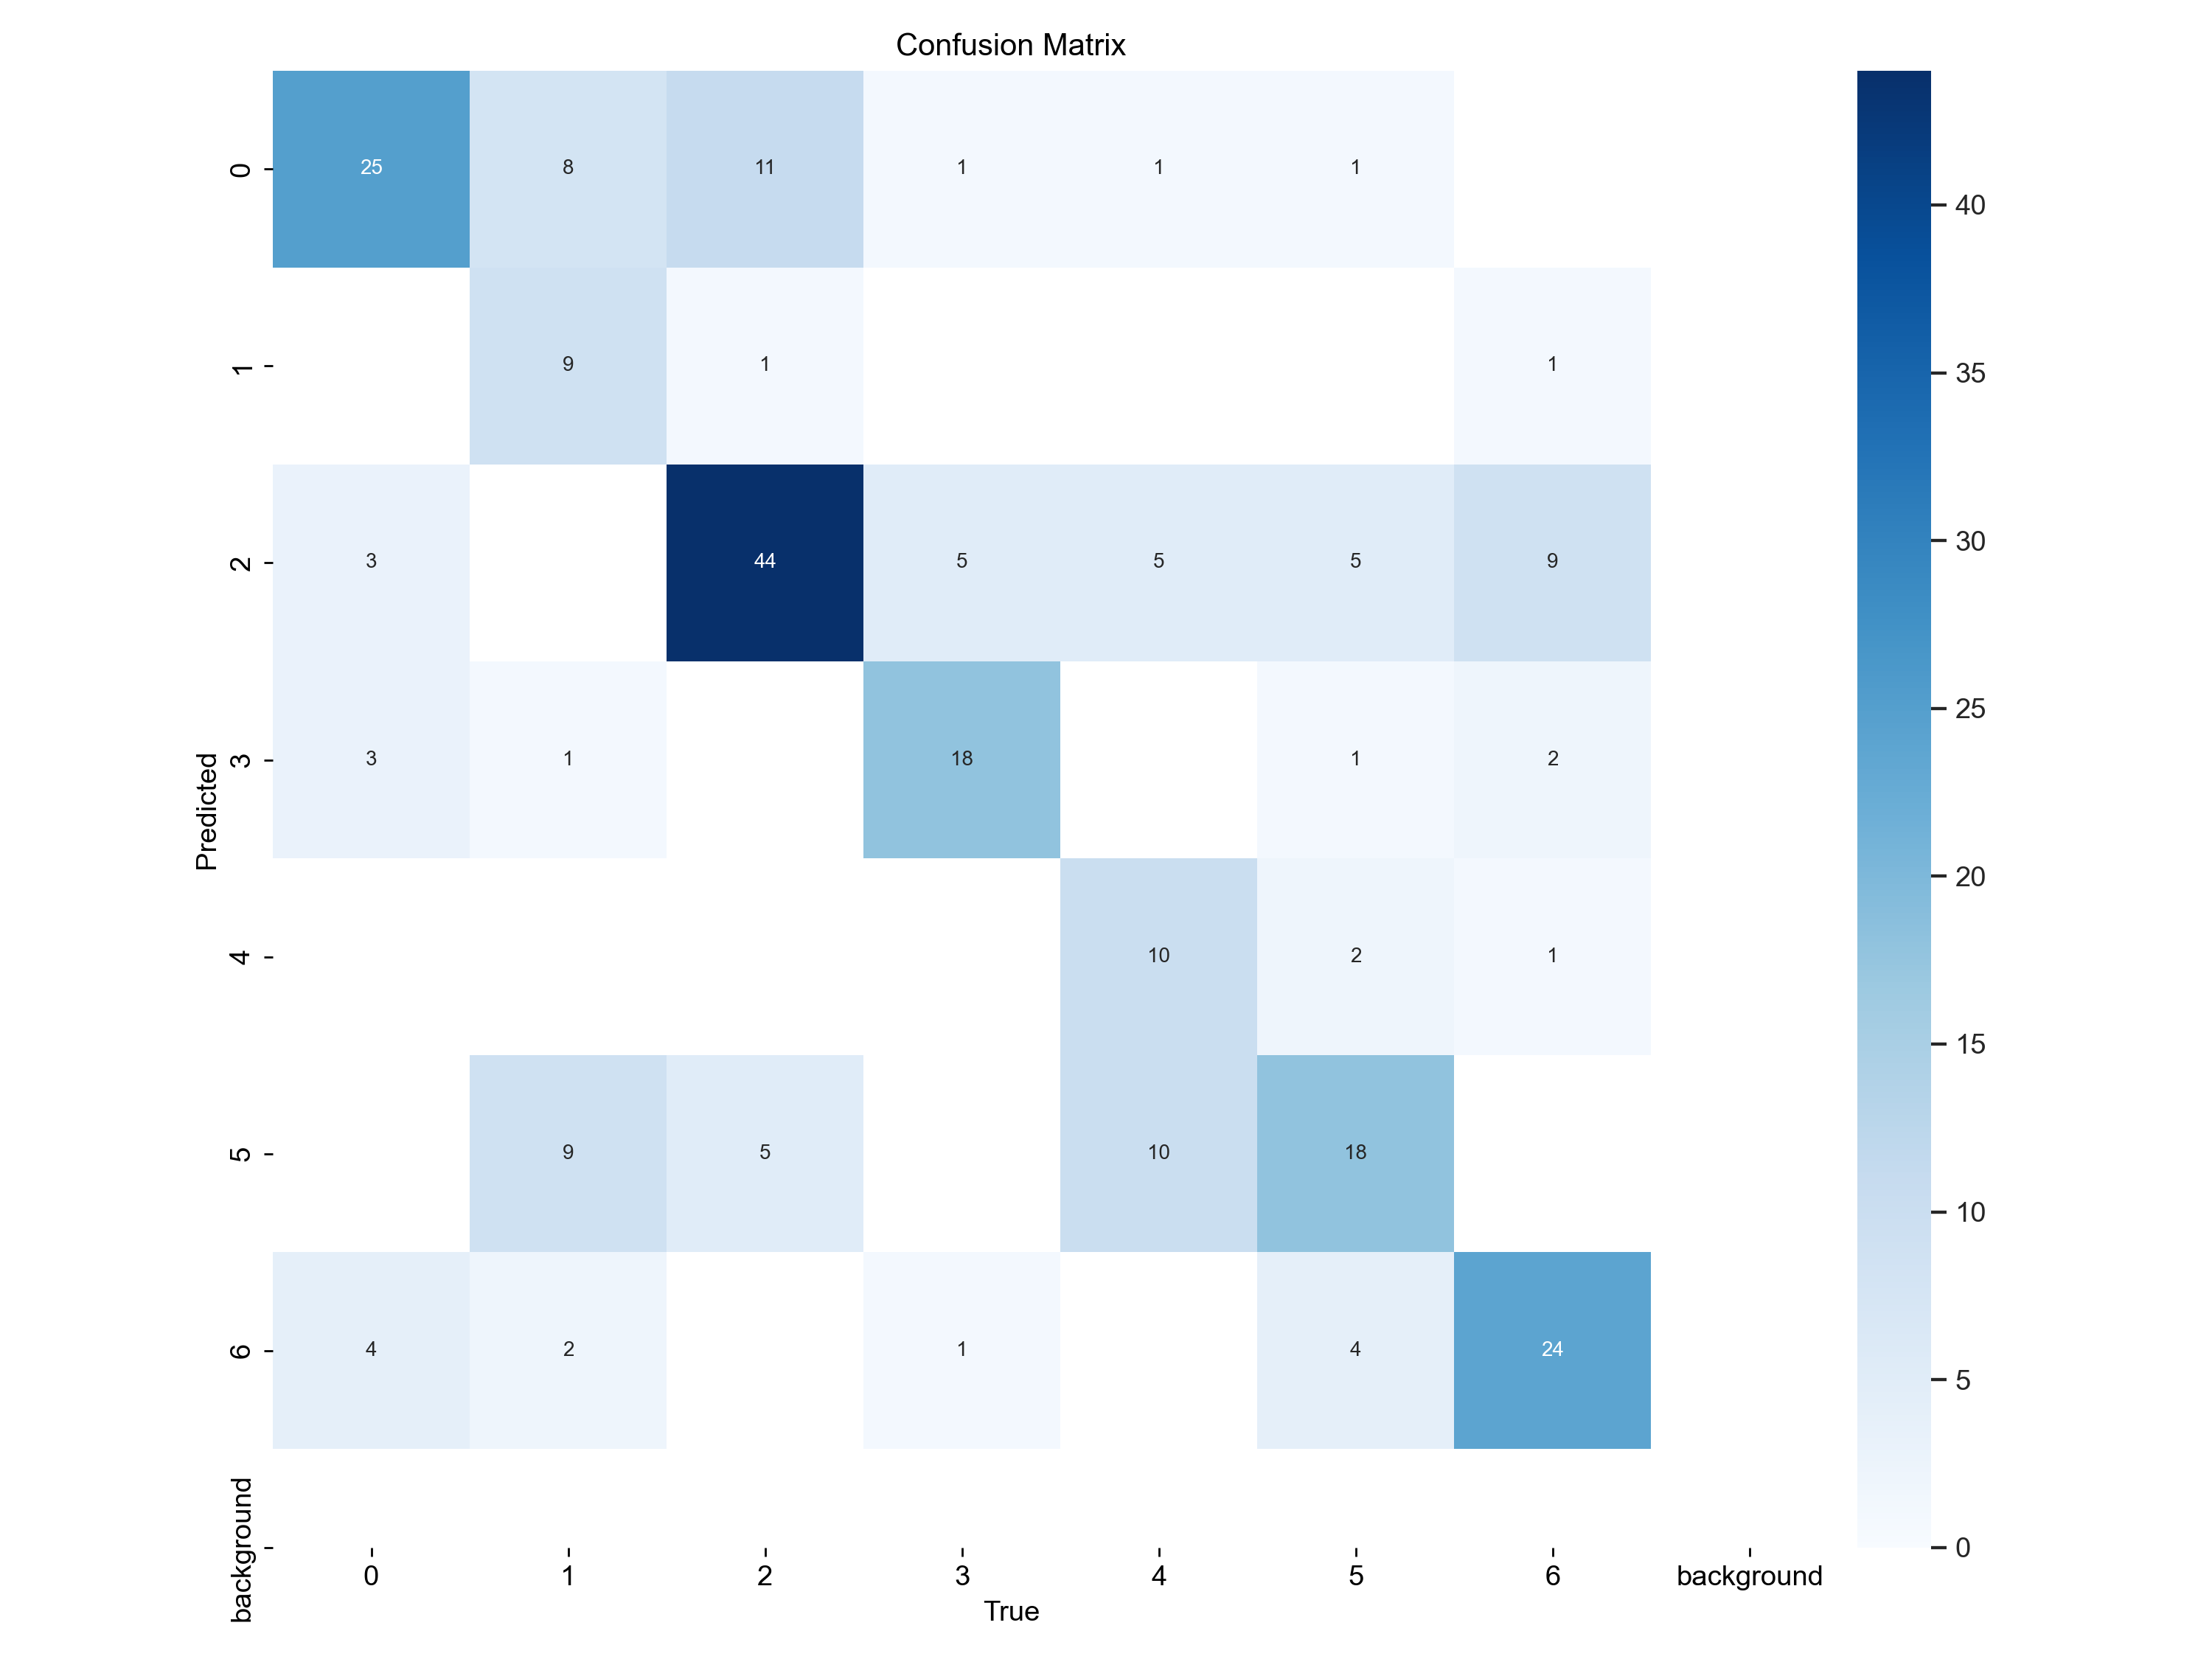 Confusion Matrix
0 25 8 11 1 1 1
1 9 1 1
2 3 44 5 5 5 9
3 3 1 18 1 2
4 10 2 1
5 9 5 10 18
6 4 2 1 4 24
background
0 1 2 3 4 5 6 background
True
Predicted
40
35
30
25
20
15
10
5
0